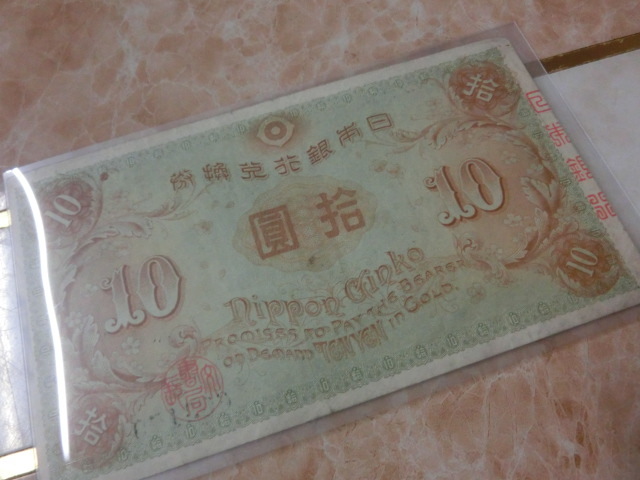 拾
日本銀行兌換券
10
圓拾
10
10
Nippon Ginko
PROMISES TO PAY THE BEARER
ON DEMAND TEN YEN IN GOLD.
10
拾